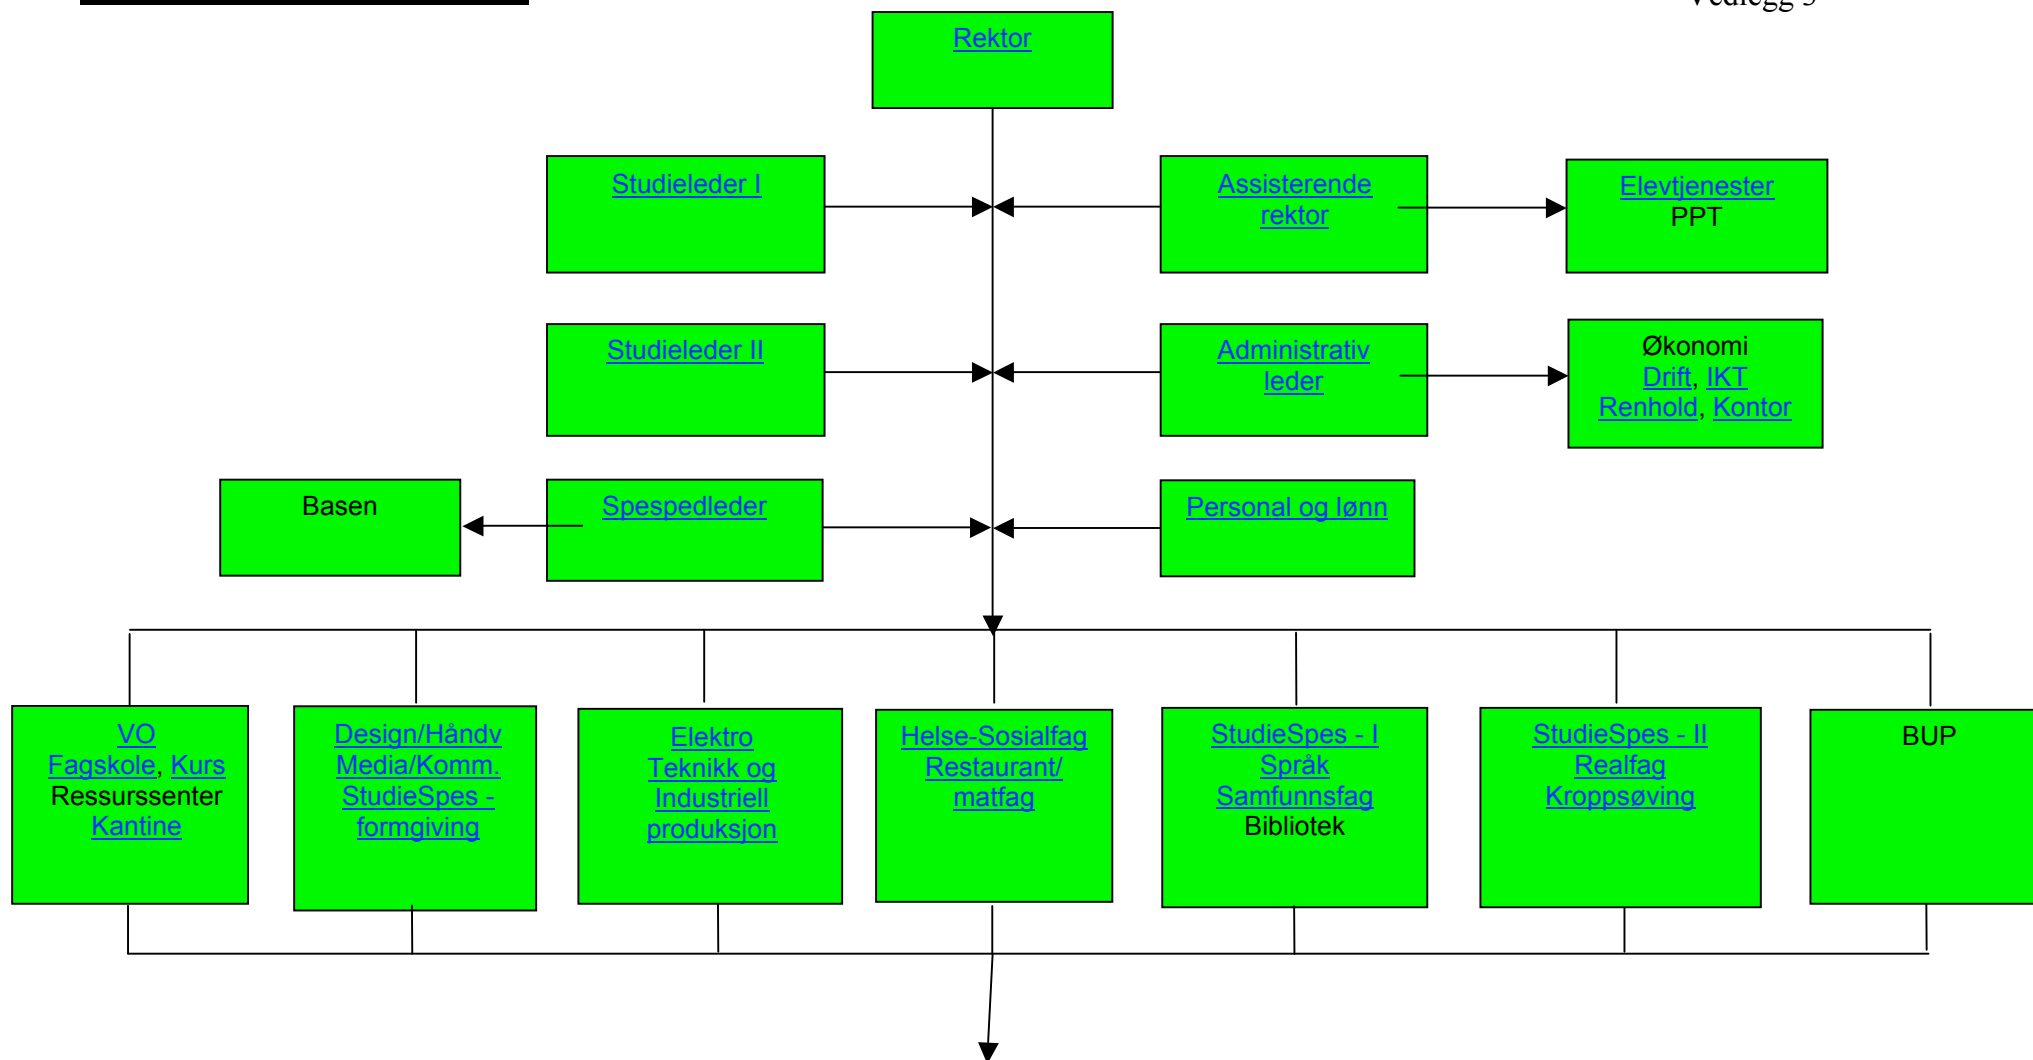 Vedlegg 3
Rektor
Studieleder I
Assisterende
rektor
Elevtjenester
PPT
Studieleder II
Administrativ
leder
Økonomi
Drift, IKT
Renhold, Kontor
Basen
Spespedleder
Personal og lønn
VO
Fagskole, Kurs
Ressurssenter
Kantine
Design/Håndv
Media/Komm.
StudieSpes -
formgiving
Elektro
Teknikk og
Industriell
produksjon
Helse-Sosialfag
Restaurant/
matfag
StudieSpes - I
Språk
Samfunnsfag
Bibliotek
StudieSpes - II
Realfag
Kroppsøving
BUP